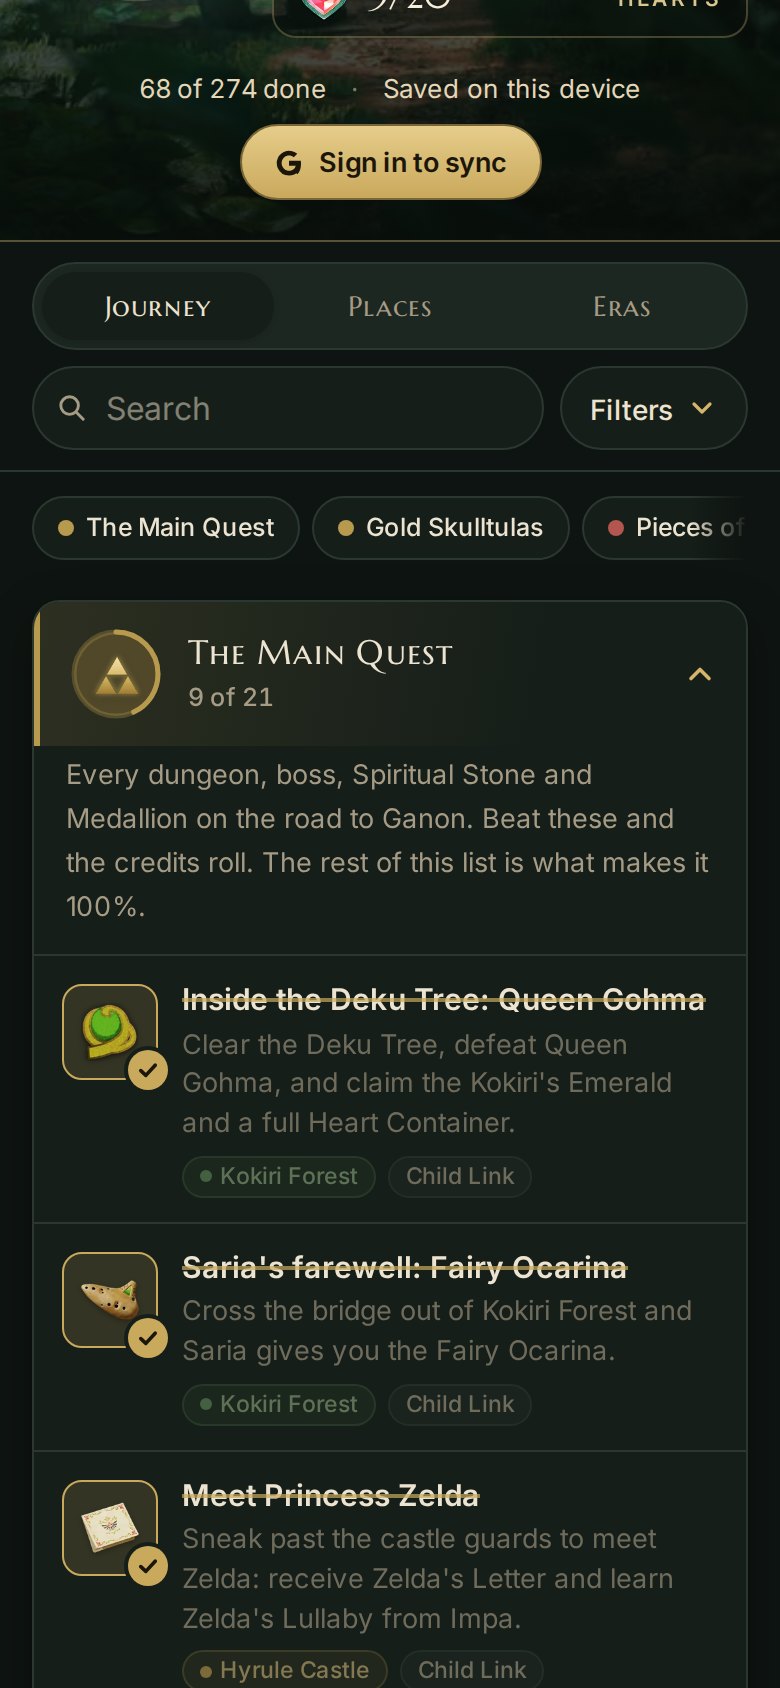 9/20 HEARTS
68 of 274 done · Saved on this device
Sign in to sync
Journey Places Eras
Search Filters
The Main Quest Gold Skulltulas Pieces of
The Main Quest
9 of 21
Every dungeon, boss, Spiritual Stone and
Medallion on the road to Ganon. Beat these and
the credits roll. The rest of this list is what makes it
100%.
Inside the Deku Tree: Queen Gohma
Clear the Deku Tree, defeat Queen
Gohma, and claim the Kokiri's Emerald
and a full Heart Container.
Kokiri Forest Child Link
Saria's farewell: Fairy Ocarina
Cross the bridge out of Kokiri Forest and
Saria gives you the Fairy Ocarina.
Kokiri Forest Child Link
Meet Princess Zelda
Sneak past the castle guards to meet
Zelda: receive Zelda's Letter and learn
Zelda's Lullaby from Impa.
Hyrule Castle Child Link